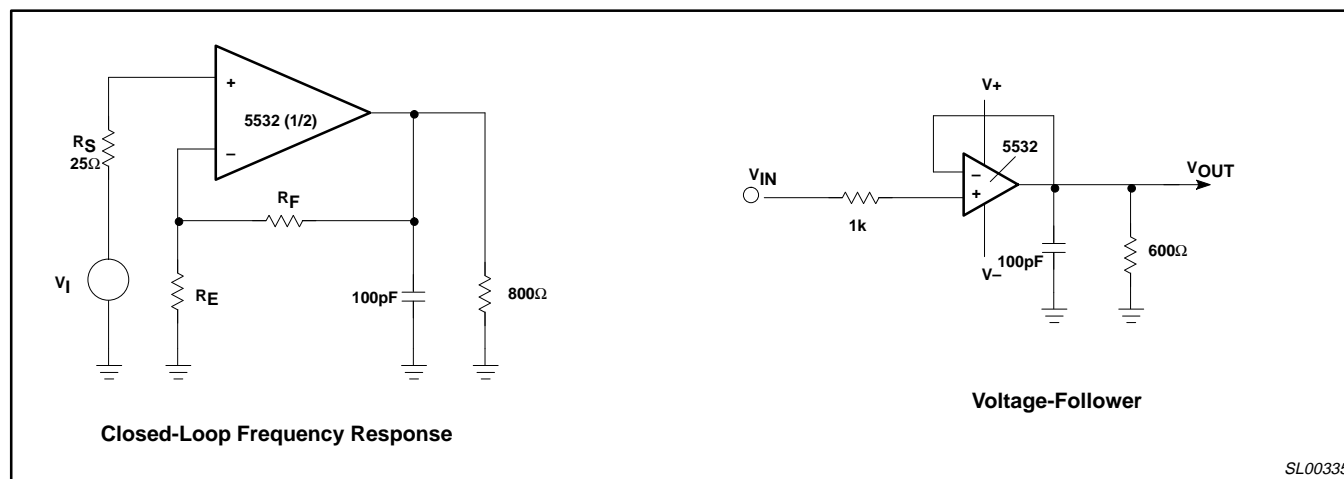 +
5532 (1/2)
–
RS
25Ω
RF
VI
RE
100pF
800Ω
Closed-Loop Frequency Response
V+
5532
VIN
–
+
VOUT
1k
100pF
V–
600Ω
Voltage-Follower
SL00335